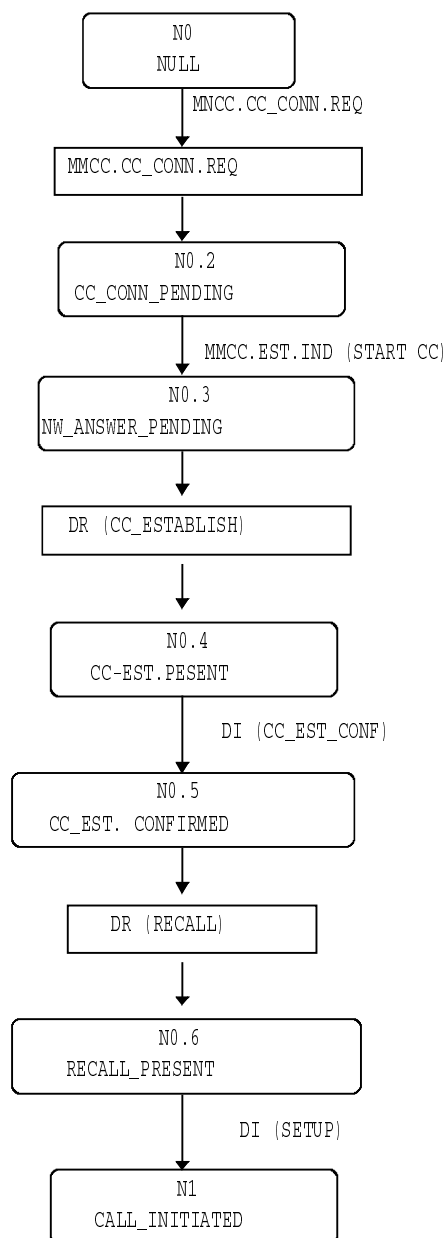 N0
NULL
MNCC.CC_CONN.REQ
MMCC.CC_CONN.REQ
N0.2
CC_CONN_PENDING
MMCC.EST.IND (START CC)
N0.3
NW_ANSWER_PENDING
DR (CC_ESTABLISH)
N0.4
CC-EST.PESENT
DI (CC_EST_CONF)
N0.5
CC_EST. CONFIRMED
DR (RECALL)
N0.6
RECALL_PRESENT
DI (SETUP)
N1
CALL_INITIATED